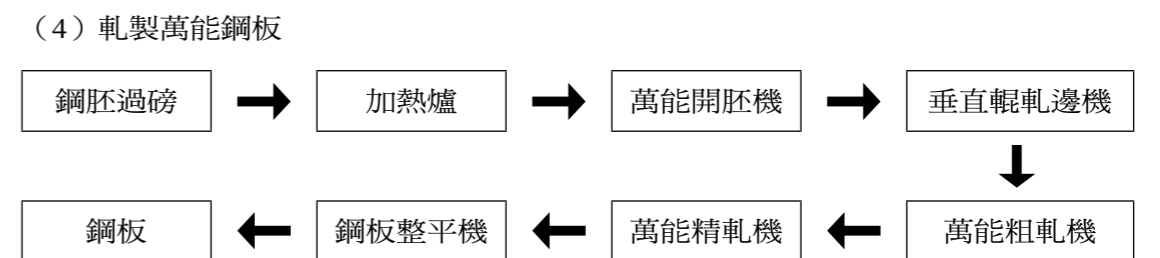 （4）軋製萬能鋼板
鋼胚過磅
加熱爐
萬能開胚機
垂直輥軋邊機
萬能粗軋機
萬能精軋機
鋼板整平機
鋼板